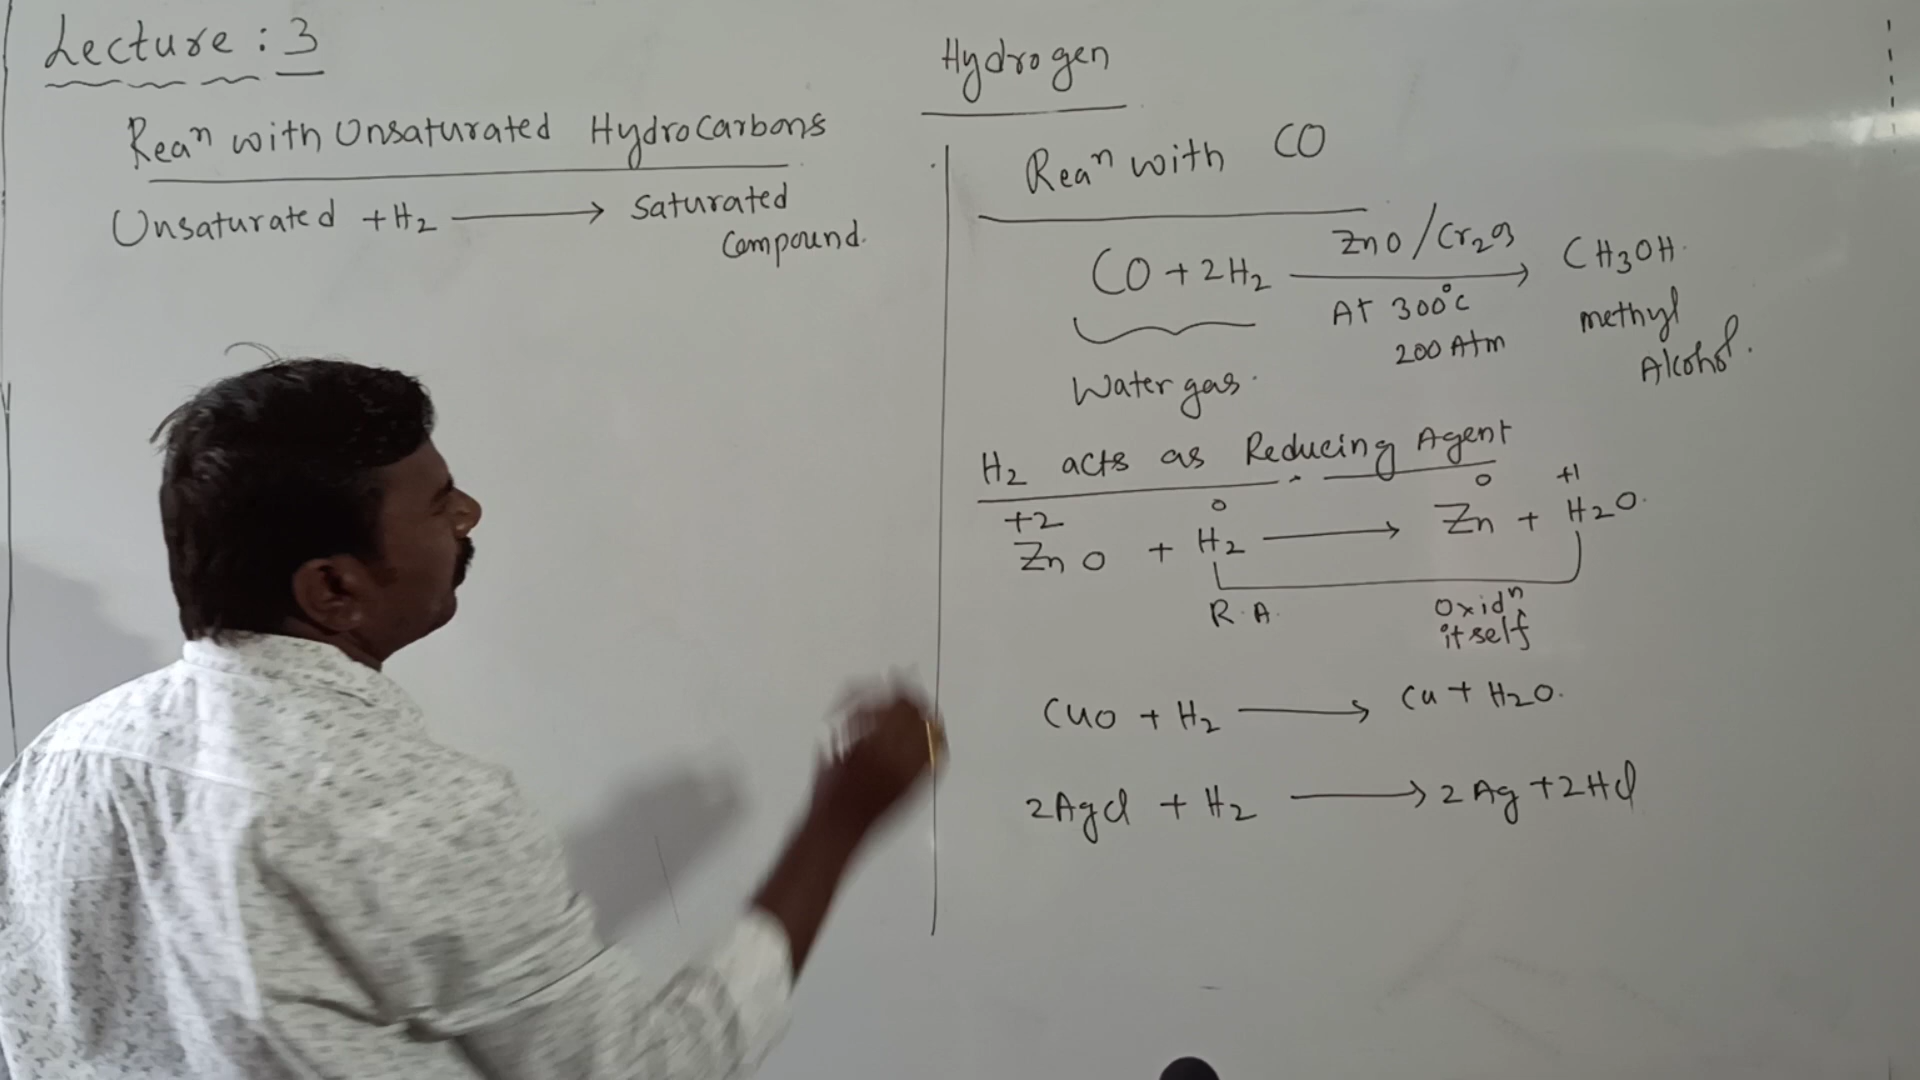 Lecture : 3
Hydrogen
Reaⁿ with Unsaturated HydroCarbons
Unsaturated + H₂ ⟶ Saturated
Compound.
Reaⁿ with CO
CO + 2H₂ ⟶ CH₃OH.
ZnO / Cr₂O₃
At 300°C
200 Atm
methyl
Alcohol.
Water gas.
H₂ acts as Reducing Agent
+2 0 0 +1
ZnO + H₂ ⟶ Zn + H₂O.
R.A. oxidⁿ
itself
CuO + H₂ ⟶ Cu + H₂O.
2AgCl + H₂ ⟶ 2Ag + 2HCl